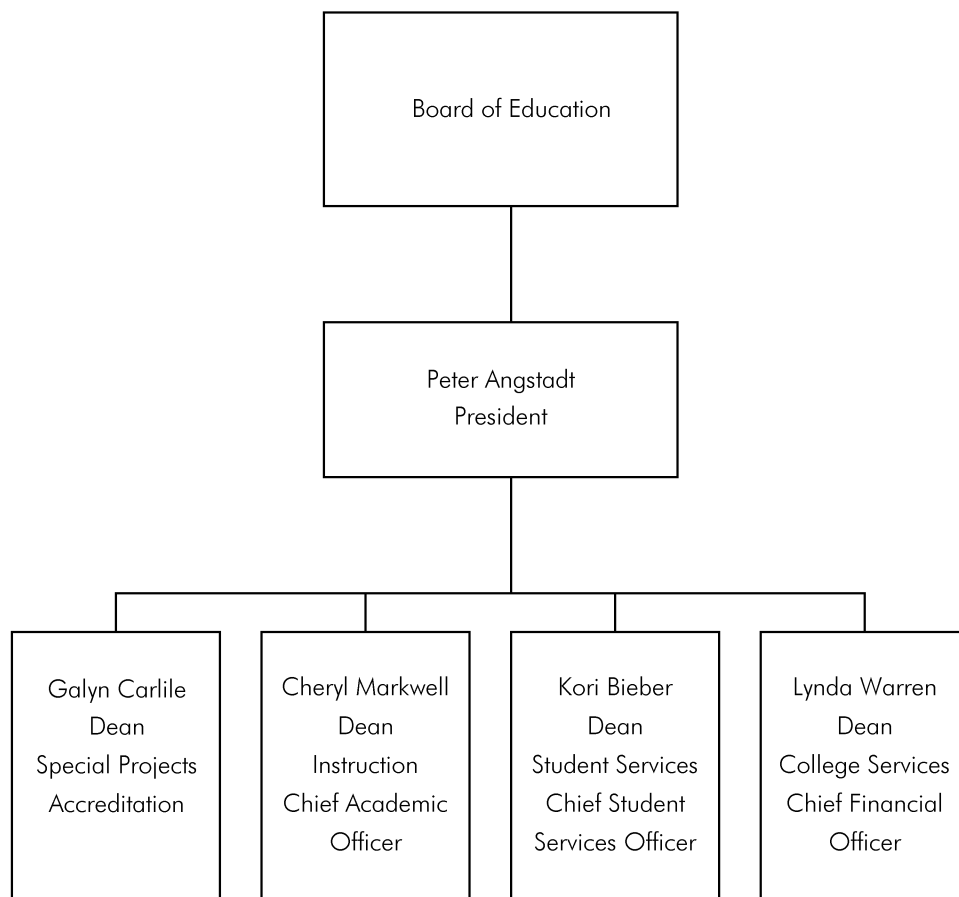 Board of Education
Peter Angstadt
President
Galyn Carlile
Dean
Special Projects
Accreditation
Cheryl Markwell
Dean
Instruction
Chief Academic
Officer
Kori Bieber
Dean
Student Services
Chief Student
Services Officer
Lynda Warren
Dean
College Services
Chief Financial
Officer